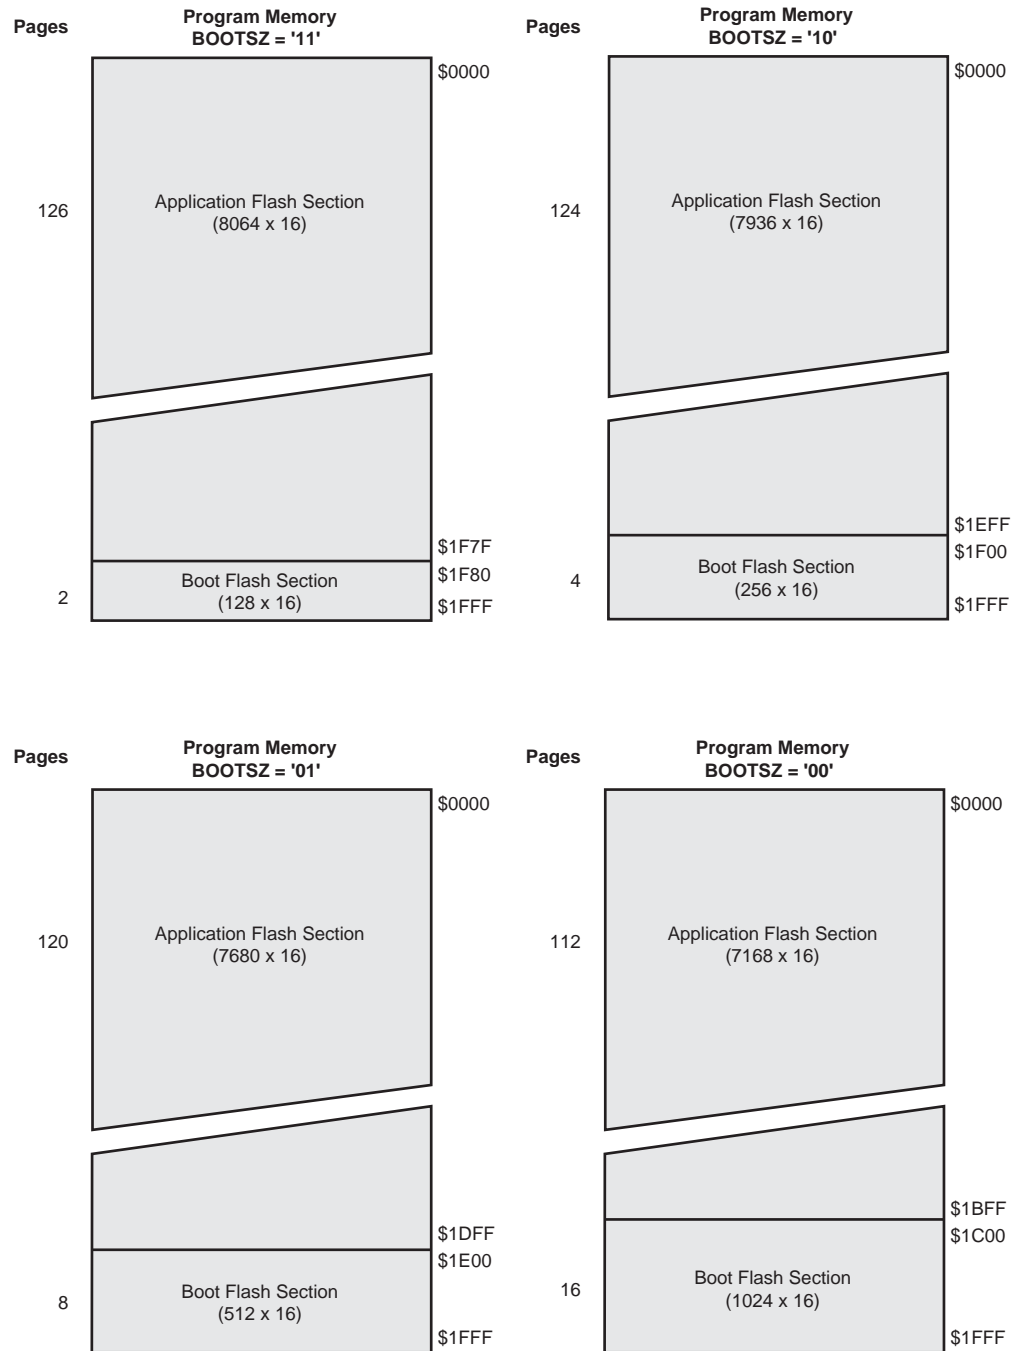 Pages
Program Memory
BOOTSZ = '11'
$0000
126
Application Flash Section
(8064 x 16)
$1F7F
$1F80
2
Boot Flash Section
(128 x 16)
$1FFF
Pages
Program Memory
BOOTSZ = '10'
$0000
124
Application Flash Section
(7936 x 16)
$1EFF
$1F00
4
Boot Flash Section
(256 x 16)
$1FFF
Pages
Program Memory
BOOTSZ = '01'
$0000
120
Application Flash Section
(7680 x 16)
$1DFF
$1E00
8
Boot Flash Section
(512 x 16)
$1FFF
Pages
Program Memory
BOOTSZ = '00'
$0000
112
Application Flash Section
(7168 x 16)
$1BFF
$1C00
16
Boot Flash Section
(1024 x 16)
$1FFF